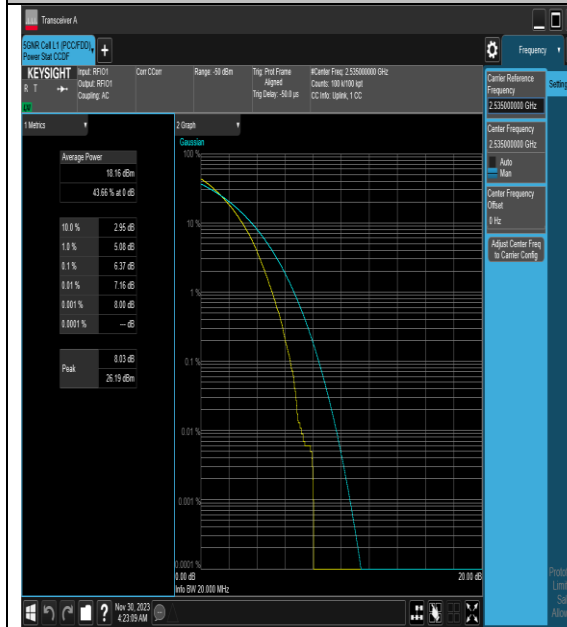 Transceiver A
5GNR Cell L1 (PCC/FDD),
Power Stat CCDF
Frequency
KEYSIGHT
R T
Input: RFIO1
Output: RFIO1
Coupling: AC
Corr CCorr
Range: -50 dBm
Trig: Prot Frame
Aligned
Trig Delay: -50.0 µs
#Center Freq: 2.535000000 GHz
Counts: 100 k/100 kpt
CC Info: Uplink, 1 CC
1 Metrics
Average Power
18.16 dBm
43.66 % at 0 dB
10.0 % 2.95 dB
1.0 % 5.08 dB
0.1 % 6.37 dB
0.01 % 7.16 dB
0.001 % 8.00 dB
0.0001 % --- dB
Peak 8.03 dB
26.19 dBm
2 Graph
Gaussian
100 %
10 %
1 %
0.1 %
0.01 %
0.001 %
0.0001 %
0.00 dB
20.00 dB
Info BW 20.000 MHz
Carrier Reference
Frequency
2.535000000 GHz
Center Frequency
2.535000000 GHz
Auto
Man
Center Frequency
Offset
0 Hz
Adjust Center Freq
to Carrier Config
Setting
Nov 30, 2023
4:23:09 AM